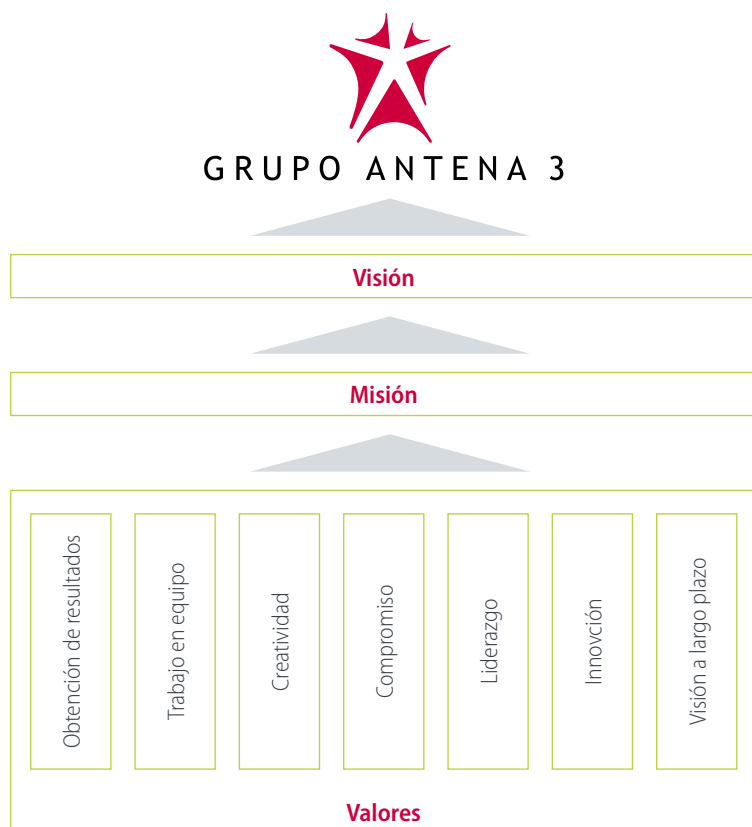 GRUPO ANTENA 3
Visión
Misión
Obtención de resultados
Trabajo en equipo
Creatividad
Compromiso
Liderazgo
Innovción
Visión a largo plazo
Valores